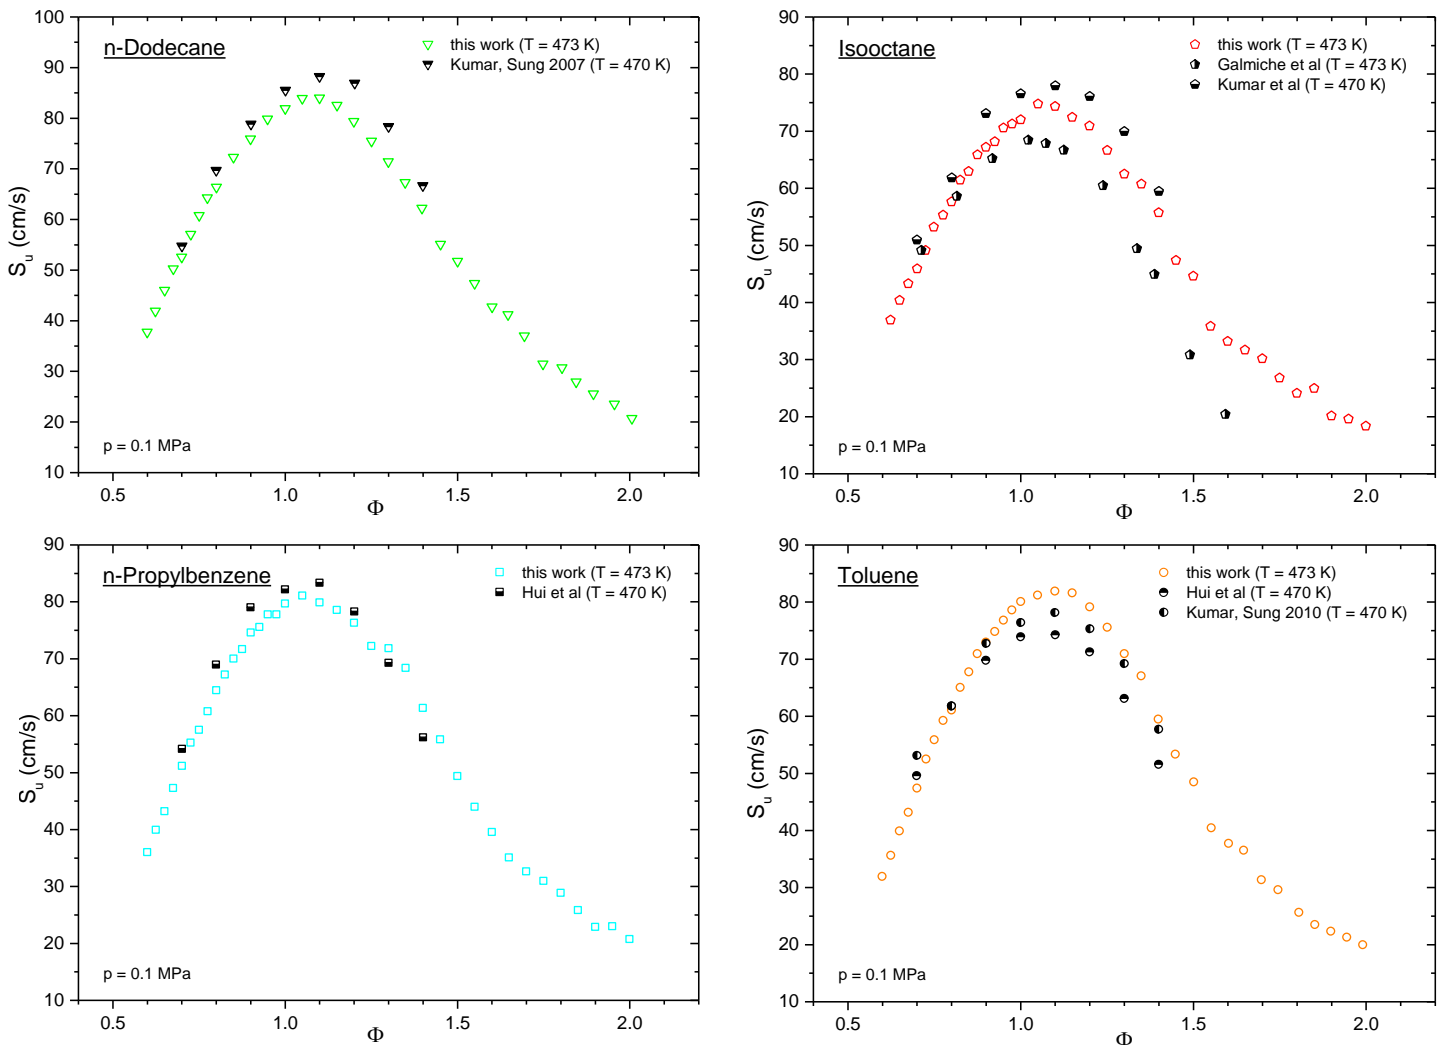 n-Dodecane
this work (T = 473 K)
Kumar, Sung 2007 (T = 470 K)
100
90
80
70
60
50
40
30
20
10
S_u (cm/s)
p = 0.1 MPa
0.5 1.0 1.5 2.0
Φ
Isooctane
this work (T = 473 K)
Galmiche et al (T = 473 K)
Kumar et al (T = 470 K)
90
80
70
60
50
40
30
20
10
S_u (cm/s)
p = 0.1 MPa
0.5 1.0 1.5 2.0
Φ
n-Propylbenzene
this work (T = 473 K)
Hui et al (T = 470 K)
90
80
70
60
50
40
30
20
10
S_u (cm/s)
p = 0.1 MPa
0.5 1.0 1.5 2.0
Φ
Toluene
this work (T = 473 K)
Hui et al (T = 470 K)
Kumar, Sung 2010 (T = 470 K)
90
80
70
60
50
40
30
20
10
S_u (cm/s)
p = 0.1 MPa
0.5 1.0 1.5 2.0
Φ